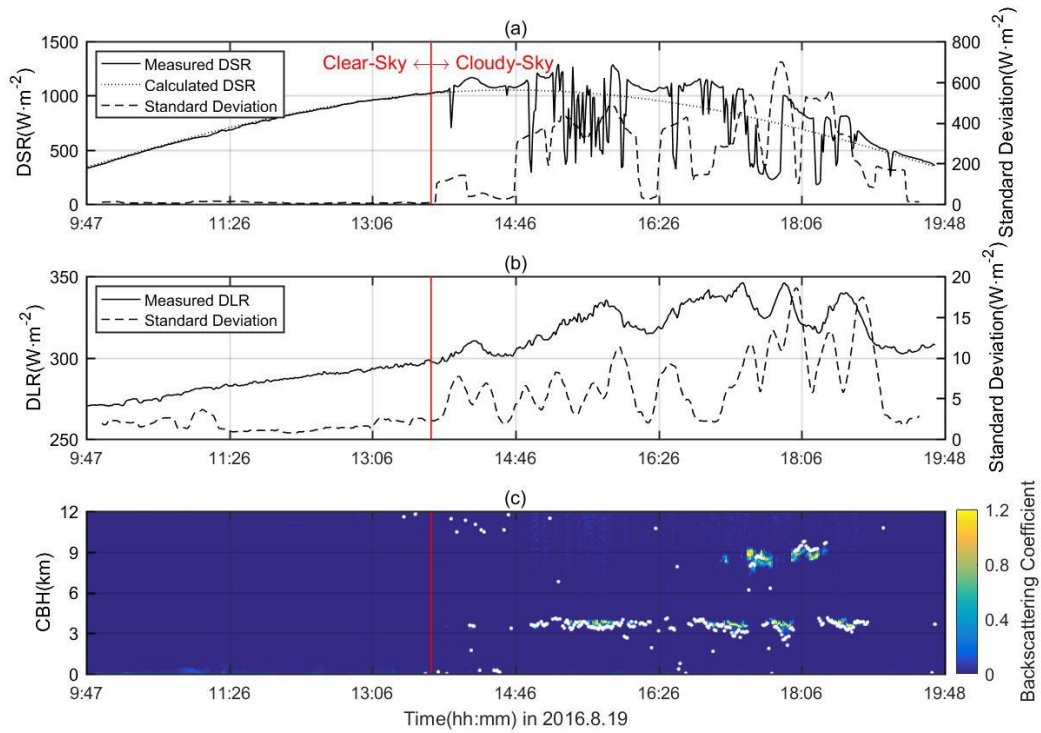 (a)
1500
1000
500
0
DSR(W·m-2)
Measured DSR
Calculated DSR
Standard Deviation
Clear-Sky ←→ Cloudy-Sky
800
600
400
200
0
Standard Deviation(W·m-2)
9:47 11:26 13:06 14:46 16:26 18:06 19:48
(b)
350
300
250
DLR(W·m-2)
Measured DLR
Standard Deviation
20
15
10
5
0
Standard Deviation(W·m-2)
9:47 11:26 13:06 14:46 16:26 18:06 19:48
(c)
12
9
6
3
0
CBH(km)
1.2
0.8
0.4
0
Backscattering Coefficient
9:47 11:26 13:06 14:46 16:26 18:06 19:48
Time(hh:mm) in 2016.8.19